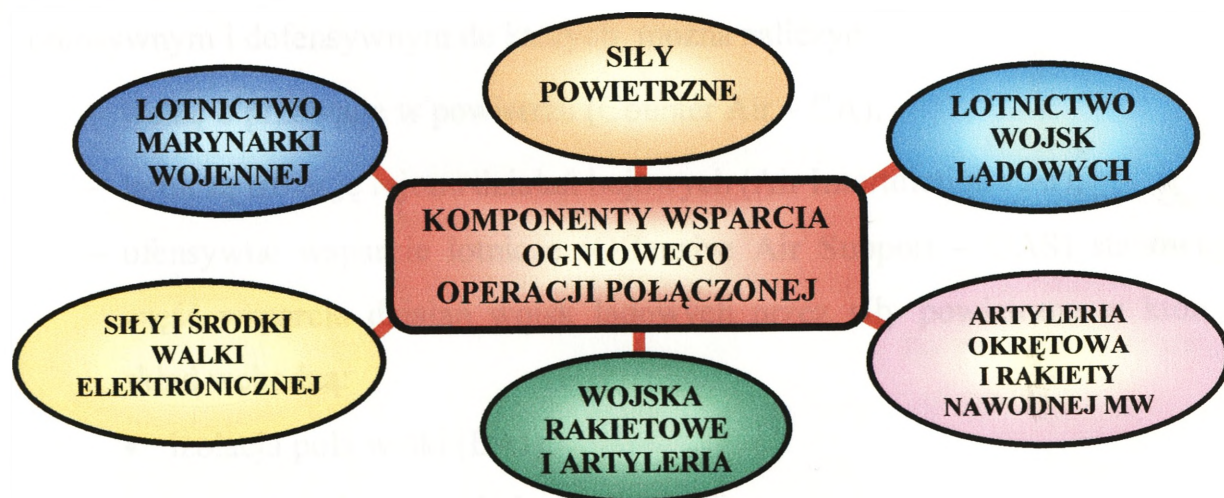 SIŁY
POWIETRZNE
LOTNICTWO
MARYNARKI
WOJENNEJ
LOTNICTWO
WOJSK
LĄDOWYCH
KOMPONENTY WSPARCIA
OGNIOWEGO
OPERACJI POŁĄCZONEJ
SIŁY I ŚRODKI
WALKI
ELEKTRONICZNEJ
WOJSKA
RAKIETOWE
I ARTYLERIA
ARTYLERIA
OKRĘTOWA
I RAKIETY
NAWODNEJ MW